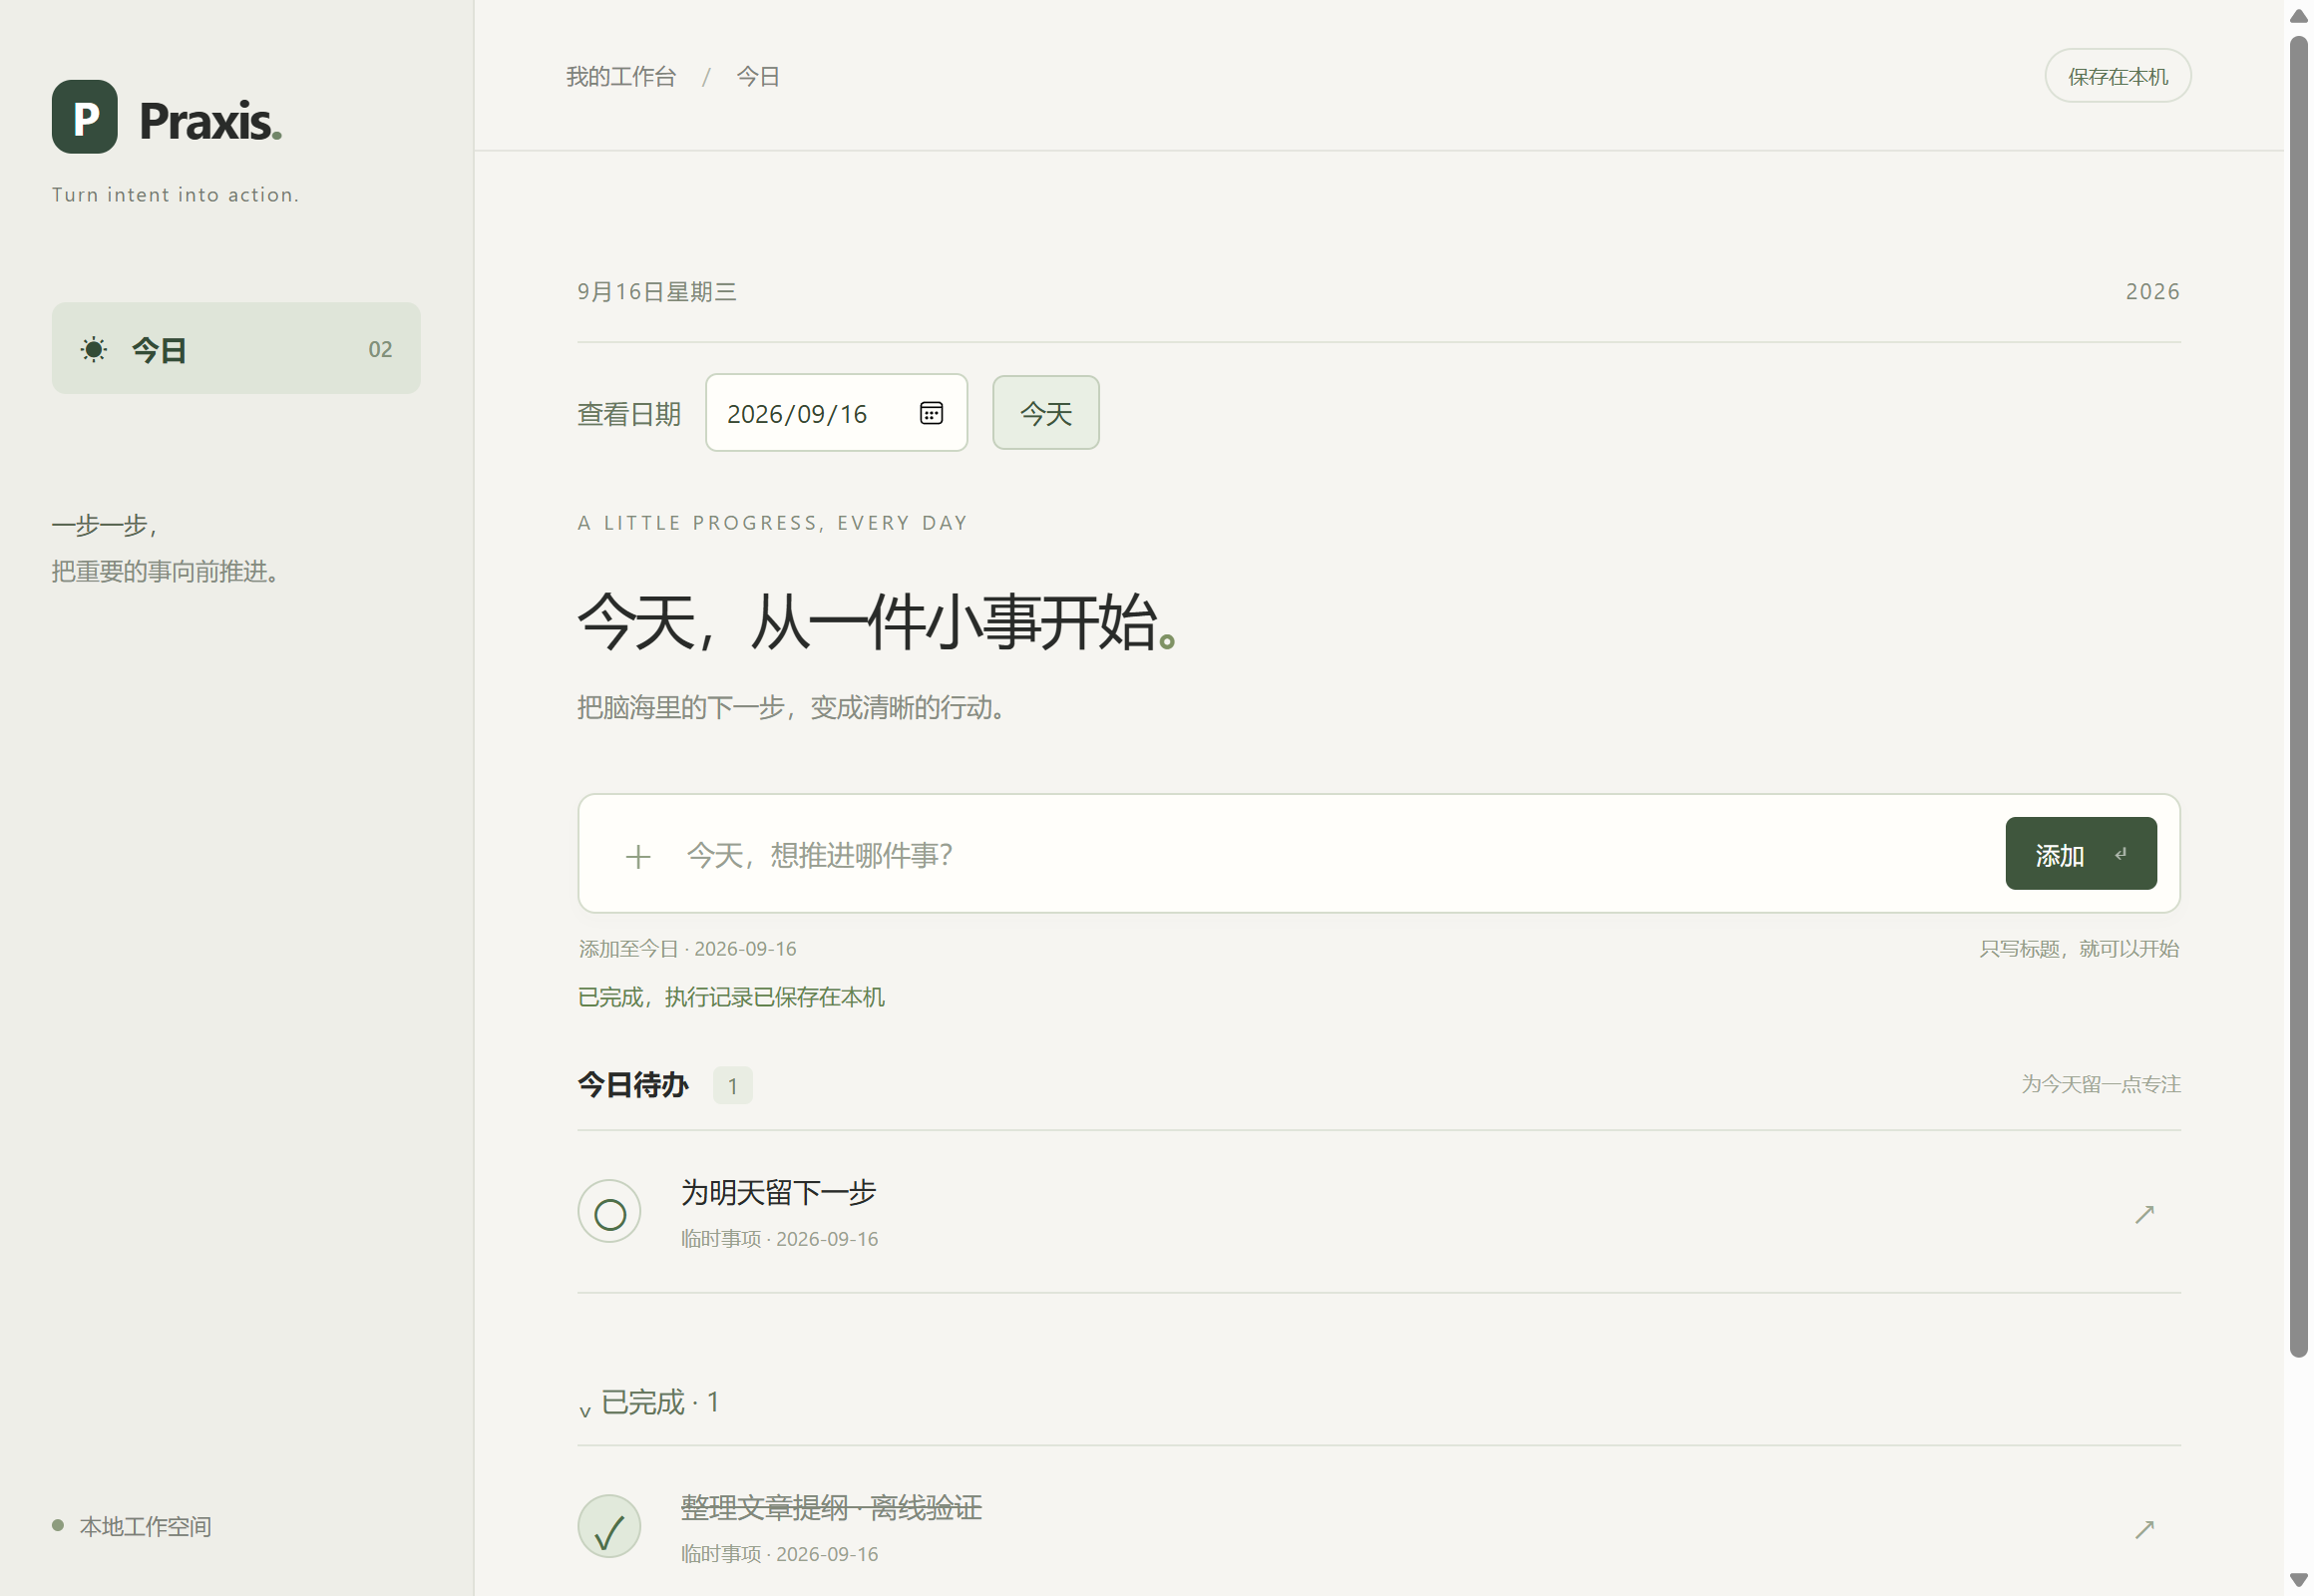 P Praxis.
Turn intent into action.
今日 02
一步一步，
把重要的事向前推进。
本地工作空间
我的工作台 / 今日
保存在本机
9月16日星期三
2026
查看日期 2026/09/16 今天
A LITTLE PROGRESS, EVERY DAY
今天，从一件小事开始。
把脑海里的下一步，变成清晰的行动。
今天，想推进哪件事？
添加
添加至今日 · 2026-09-16
只写标题，就可以开始
已完成，执行记录已保存在本机
今日待办 1
为今天留一点专注
为明天留下一步
临时事项 · 2026-09-16
已完成 · 1
整理文章提纲 · 离线验证
临时事项 · 2026-09-16